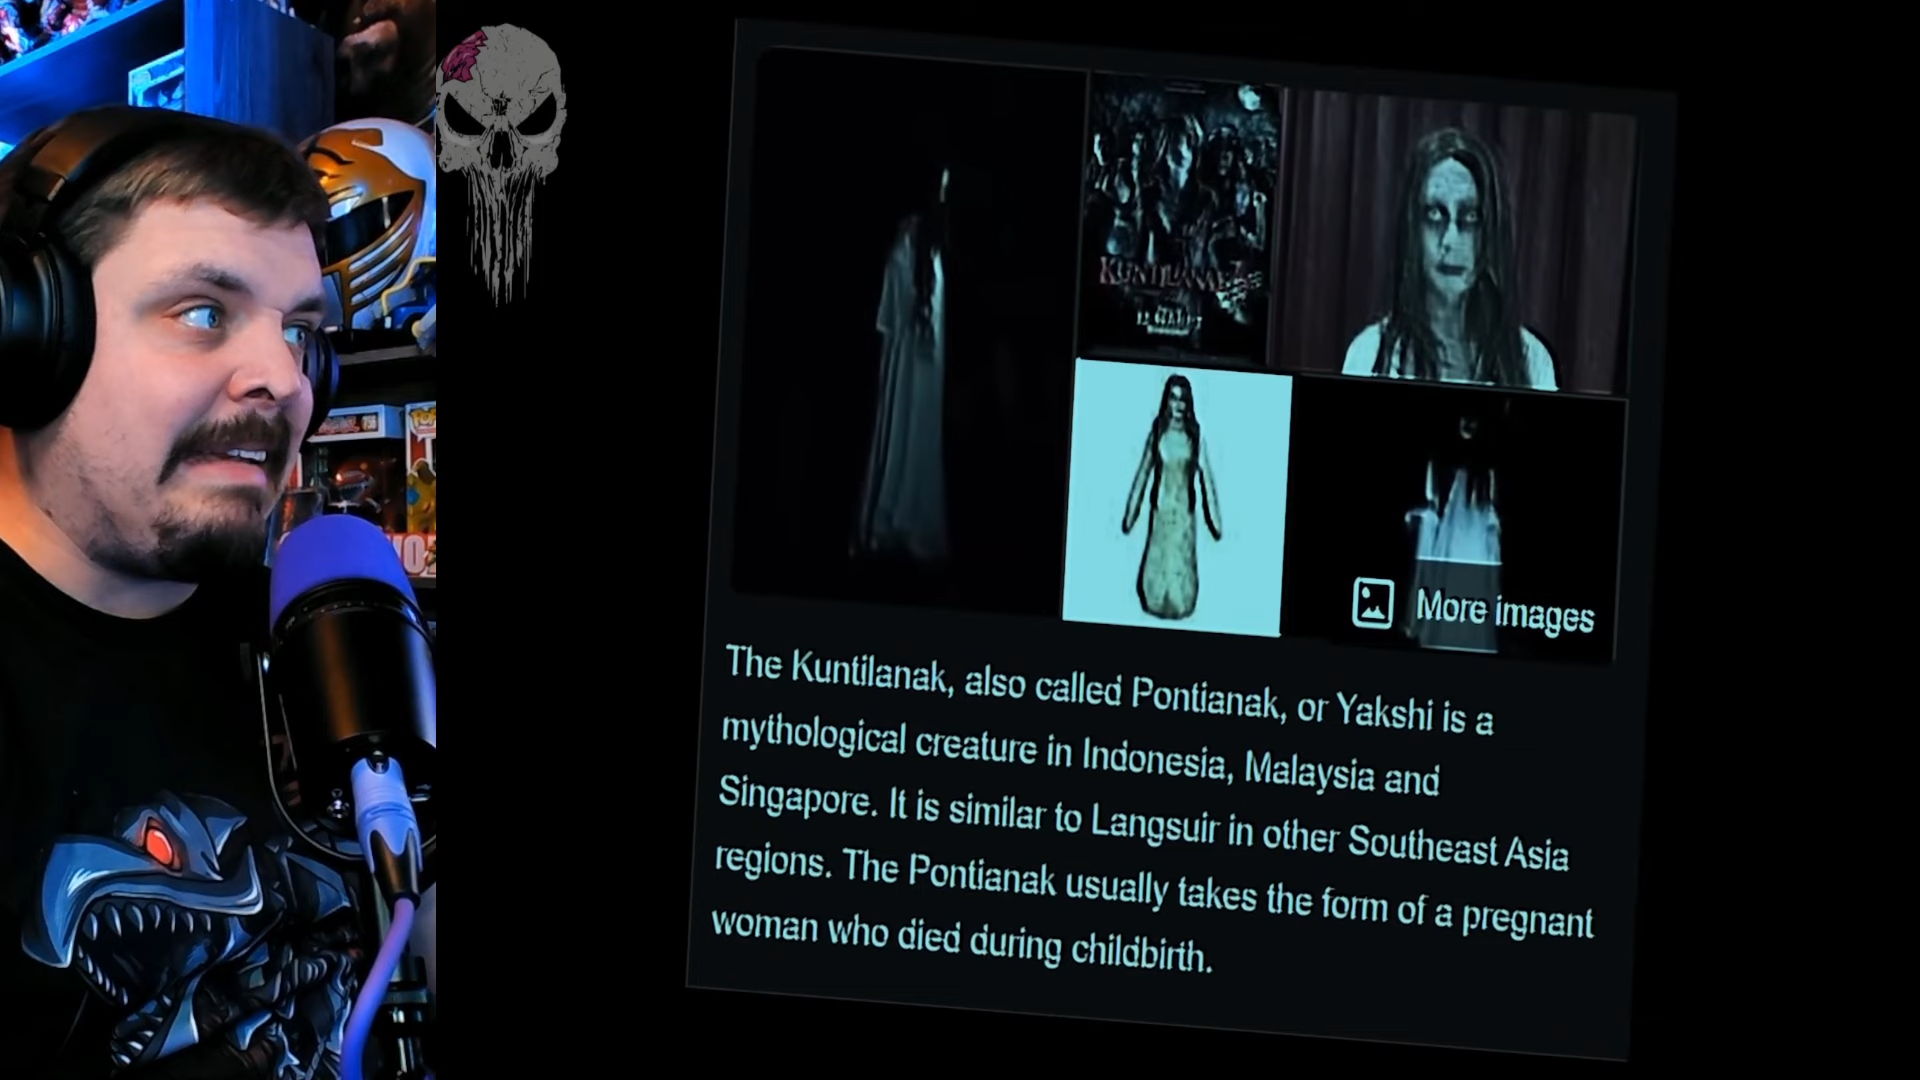 KUNTILANAK
More images
The Kuntilanak, also called Pontianak, or Yakshi is a
mythological creature in Indonesia, Malaysia and
Singapore. It is similar to Langsuir in other Southeast Asia
regions. The Pontianak usually takes the form of a pregnant
woman who died during childbirth.